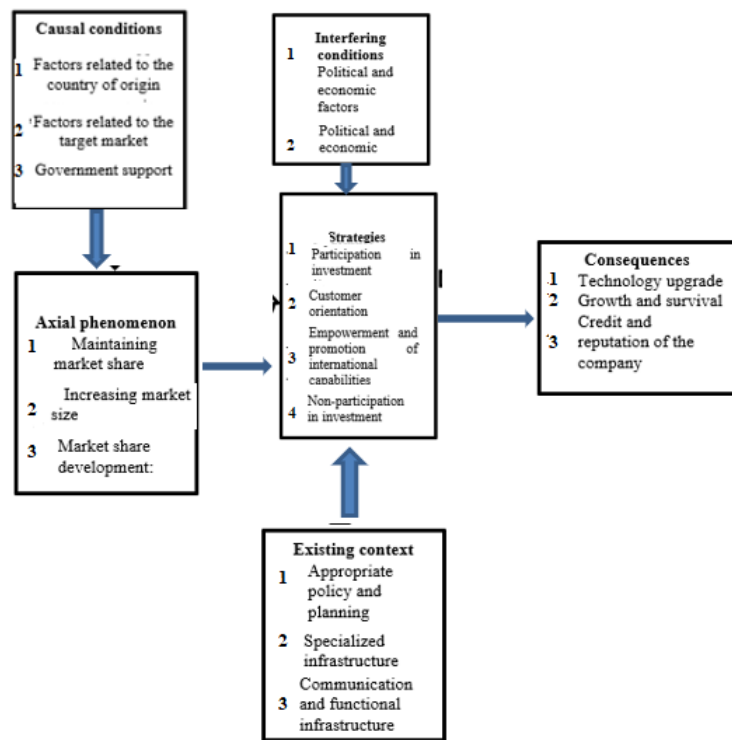 Causal conditions
1 Factors related to the
country of origin
2 Factors related to the
target market
3 Government support
Interfering
conditions
1 Political and
economic
factors
2 Political and
economic
Strategies
1 Participation in
investment
2 Customer
orientation
3 Empowerment and
promotion of
international
capabilities
4 Non-participation
in investment
Consequences
1 Technology upgrade
2 Growth and survival
3 Credit and
reputation of the
company
Axial phenomenon
1 Maintaining
market share
2 Increasing market
size
3 Market share
development:
Existing context
1 Appropriate
policy and
planning
2 Specialized
infrastructure
3 Communication
and functional
infrastructure